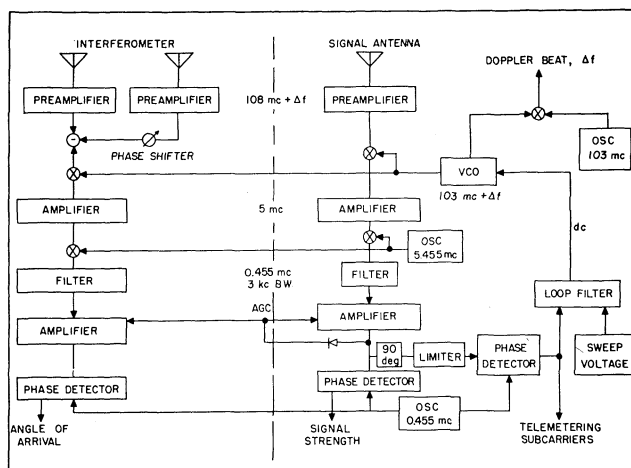 INTERFEROMETER
SIGNAL ANTENNA
DOPPLER BEAT, Δf
PREAMPLIFIER
PREAMPLIFIER
108 mc + Δf
PREAMPLIFIER
PHASE SHIFTER
OSC
103 mc
VCO
103 mc + Δf
AMPLIFIER
5 mc
AMPLIFIER
dc
OSC
5.455 mc
FILTER
0.455 mc
3 kc BW
FILTER
LOOP FILTER
AGC
AMPLIFIER
AMPLIFIER
90
deg
LIMITER
PHASE
DETECTOR
SWEEP
VOLTAGE
PHASE DETECTOR
PHASE DETECTOR
OSC
0.455 mc
ANGLE OF
ARRIVAL
SIGNAL
STRENGTH
TELEMETERING
SUBCARRIERS